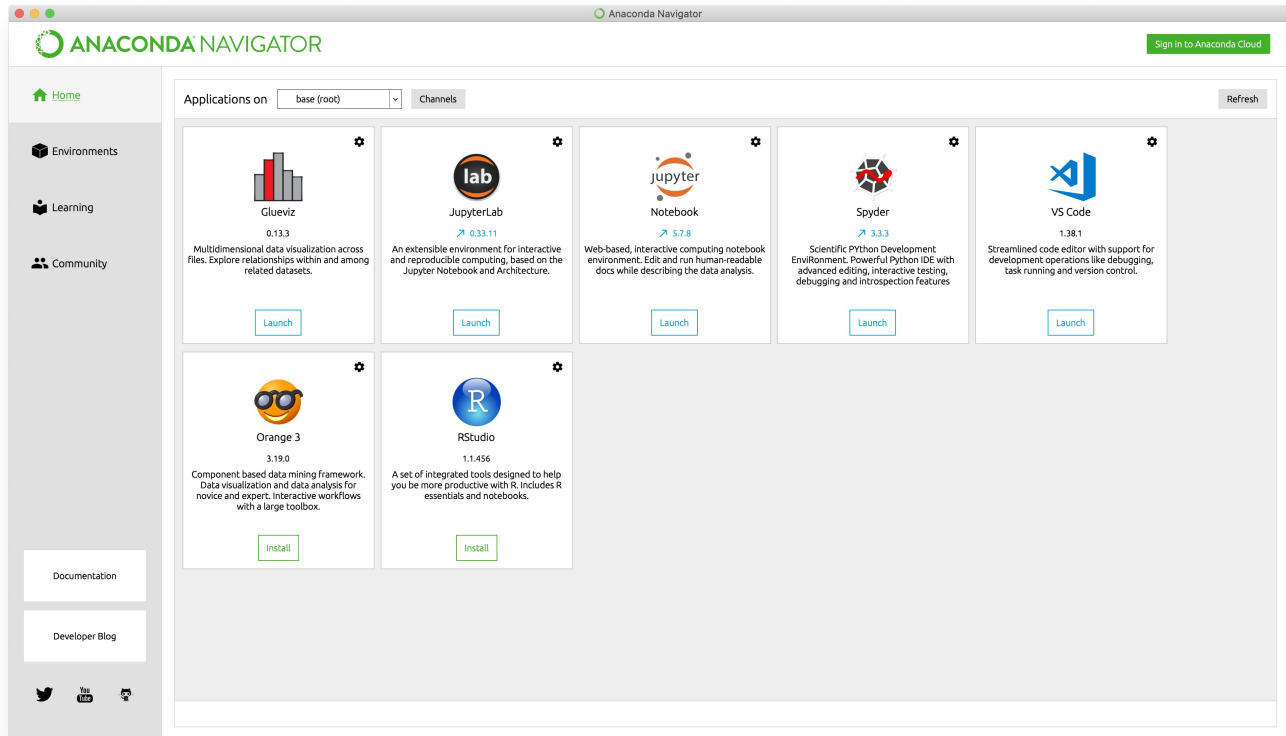 Anaconda Navigator
ANACONDA NAVIGATOR
Sign in to Anaconda Cloud
Home
Environments
Learning
Community
Documentation
Developer Blog
You
Tube
Applications on
base (root)
Channels
Refresh
Glueviz
0.13.3
Multidimensional data visualization across
files. Explore relationships within and among
related datasets.
Launch
lab
JupyterLab
0.33.11
An extensible environment for interactive
and reproducible computing, based on the
Jupyter Notebook and Architecture.
Launch
jupyter
Notebook
5.7.8
Web-based, interactive computing notebook
environment. Edit and run human-readable
docs while describing the data analysis.
Launch
Spyder
3.3.3
Scientific PYthon Development
EnviRonment. Powerful Python IDE with
advanced editing, interactive testing,
debugging and introspection features
Launch
VS Code
1.38.1
Streamlined code editor with support for
development operations like debugging,
task running and version control.
Launch
Orange 3
3.19.0
Component based data mining framework.
Data visualization and data analysis for
novice and expert. Interactive workflows
with a large toolbox.
Install
R
RStudio
1.1.456
A set of integrated tools designed to help
you be more productive with R. Includes R
essentials and notebooks.
Install